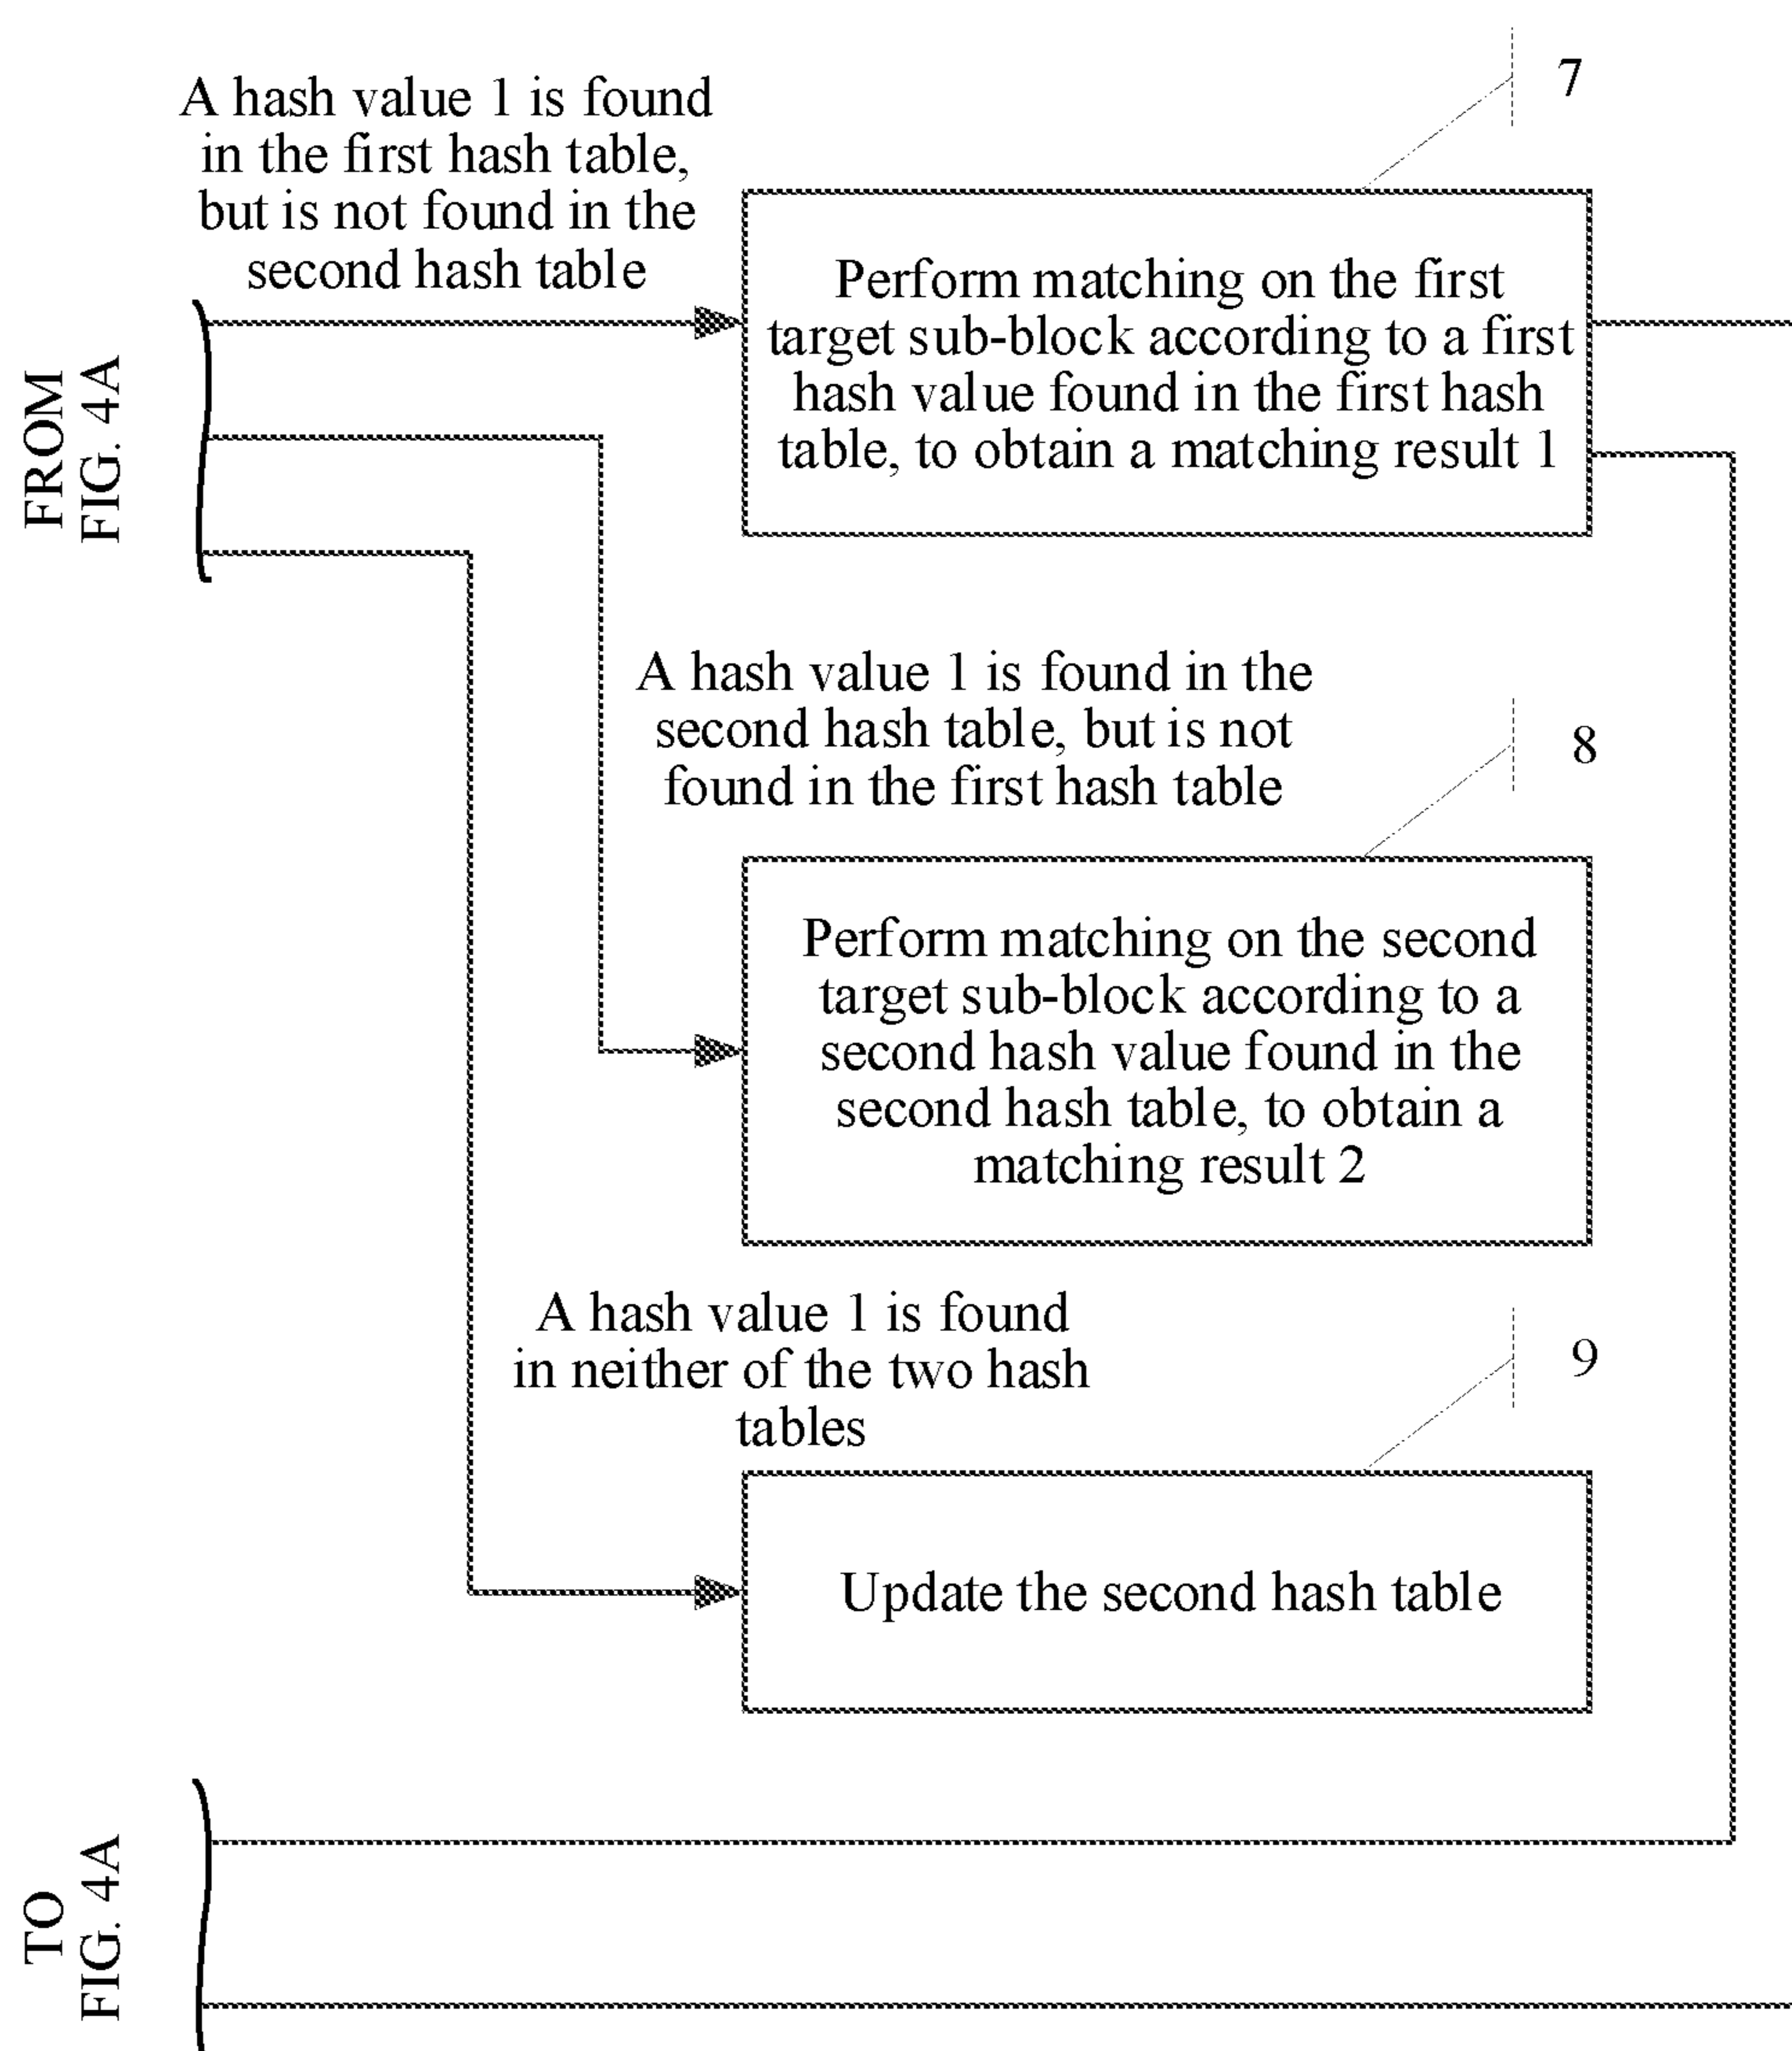 7
A hash value 1 is found
in the first hash table,
but is not found in the
second hash table
Perform matching on the first
target sub-block according to a first
hash value found in the first hash
table, to obtain a matching result 1
FROM
FIG. 4A
A hash value 1 is found in the
second hash table, but is not
found in the first hash table
8
Perform matching on the second
target sub-block according to a
second hash value found in the
second hash table, to obtain a
matching result 2
A hash value 1 is found
in neither of the two hash
tables
9
Update the second hash table
TO
FIG. 4A